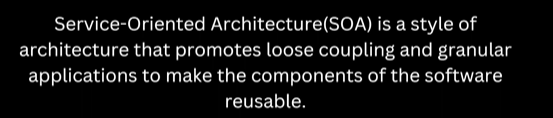 Service-Oriented Architecture(SOA) is a style of
architecture that promotes loose coupling and granular
applications to make the components of the software
reusable.